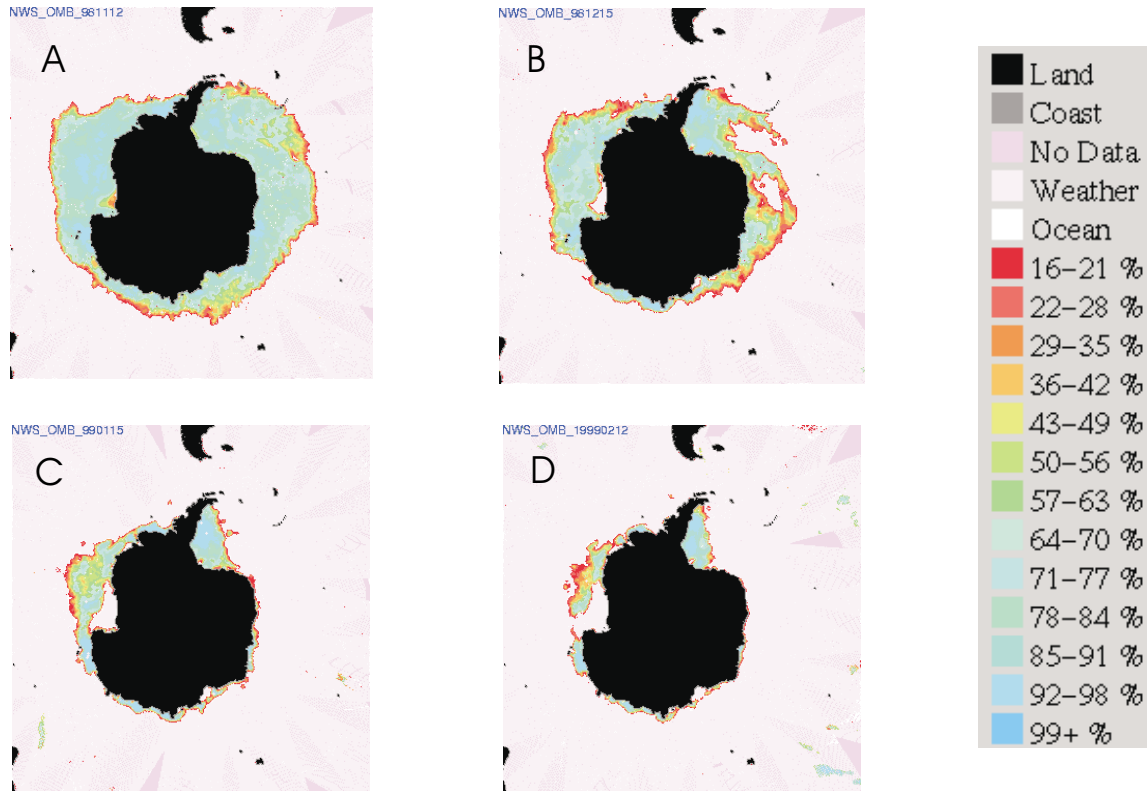 NWS_OMB_981112
A
NWS_OMB_981215
B
NWS_OMB_990115
C
NWS_OMB_19990212
D
Land
Coast
No Data
Weather
Ocean
16-21 %
22-28 %
29-35 %
36-42 %
43-49 %
50-56 %
57-63 %
64-70 %
71-77 %
78-84 %
85-91 %
92-98 %
99+ %